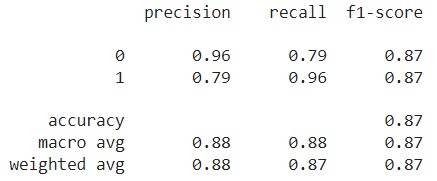 precision recall f1-score
0 0.96 0.79 0.87
1 0.79 0.96 0.87
accuracy 0.87
macro avg 0.88 0.88 0.87
weighted avg 0.88 0.87 0.87